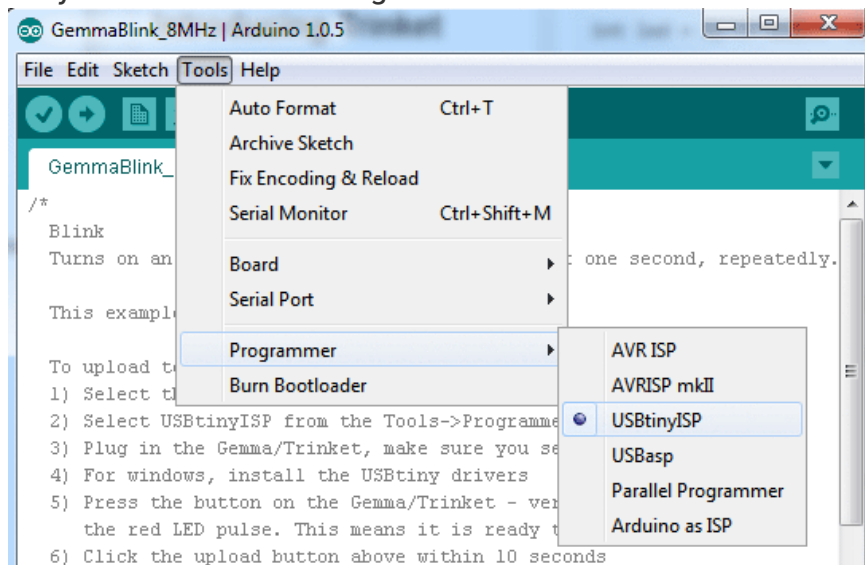 GemmaBlink_8MHz | Arduino 1.0.5
File Edit Sketch Tools Help
Auto Format Ctrl+T
Archive Sketch
GemmaBlink_
Fix Encoding & Reload
/*
Serial Monitor Ctrl+Shift+M
Blink
Turns on an one second, repeatedly.
Board
Serial Port
This exampl
Programmer
AVR ISP
To upload t
Burn Bootloader
AVRISP mkII
1) Select t
2) Select USBtinyISP from the Tools->Programme
USBtinyISP
3) Plug in the Gemma/Trinket, make sure you se
USBasp
4) For windows, install the USBtiny drivers
Parallel Programmer
5) Press the button on the Gemma/Trinket - ver
Arduino as ISP
the red LED pulse. This means it is ready t
6) Click the upload button above within 10 seconds